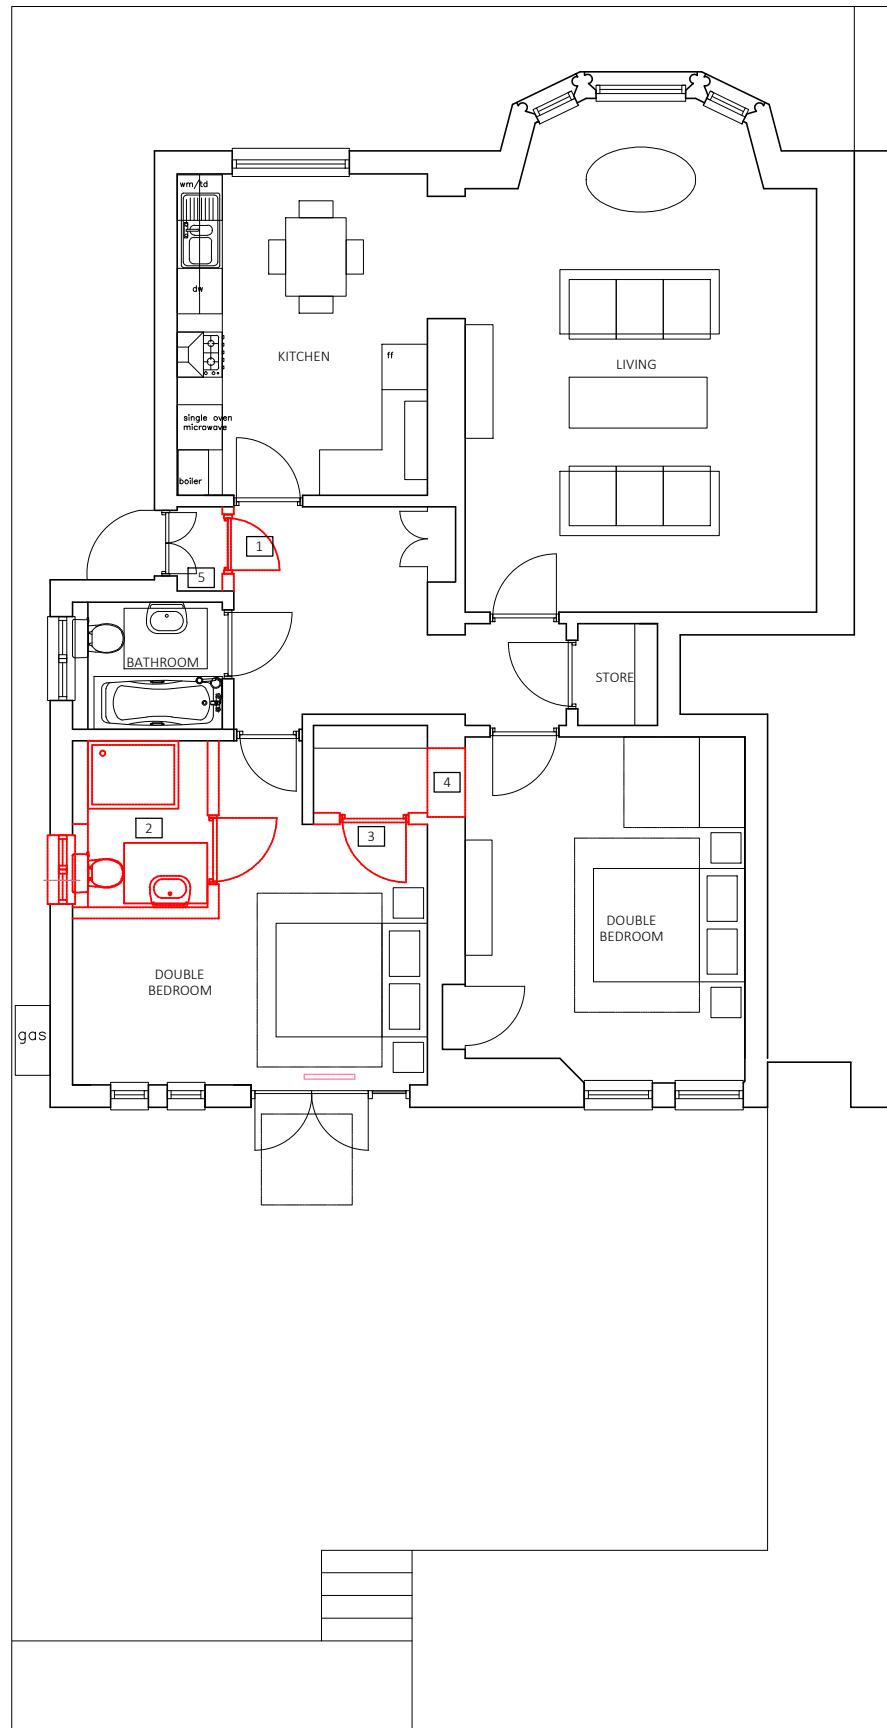 wm/td
dw
KITCHEN
ff
LIVING
single oven
microwave
boiler
1
5
BATHROOM
STORE
4
2
3
DOUBLE
BEDROOM
DOUBLE
BEDROOM
gas